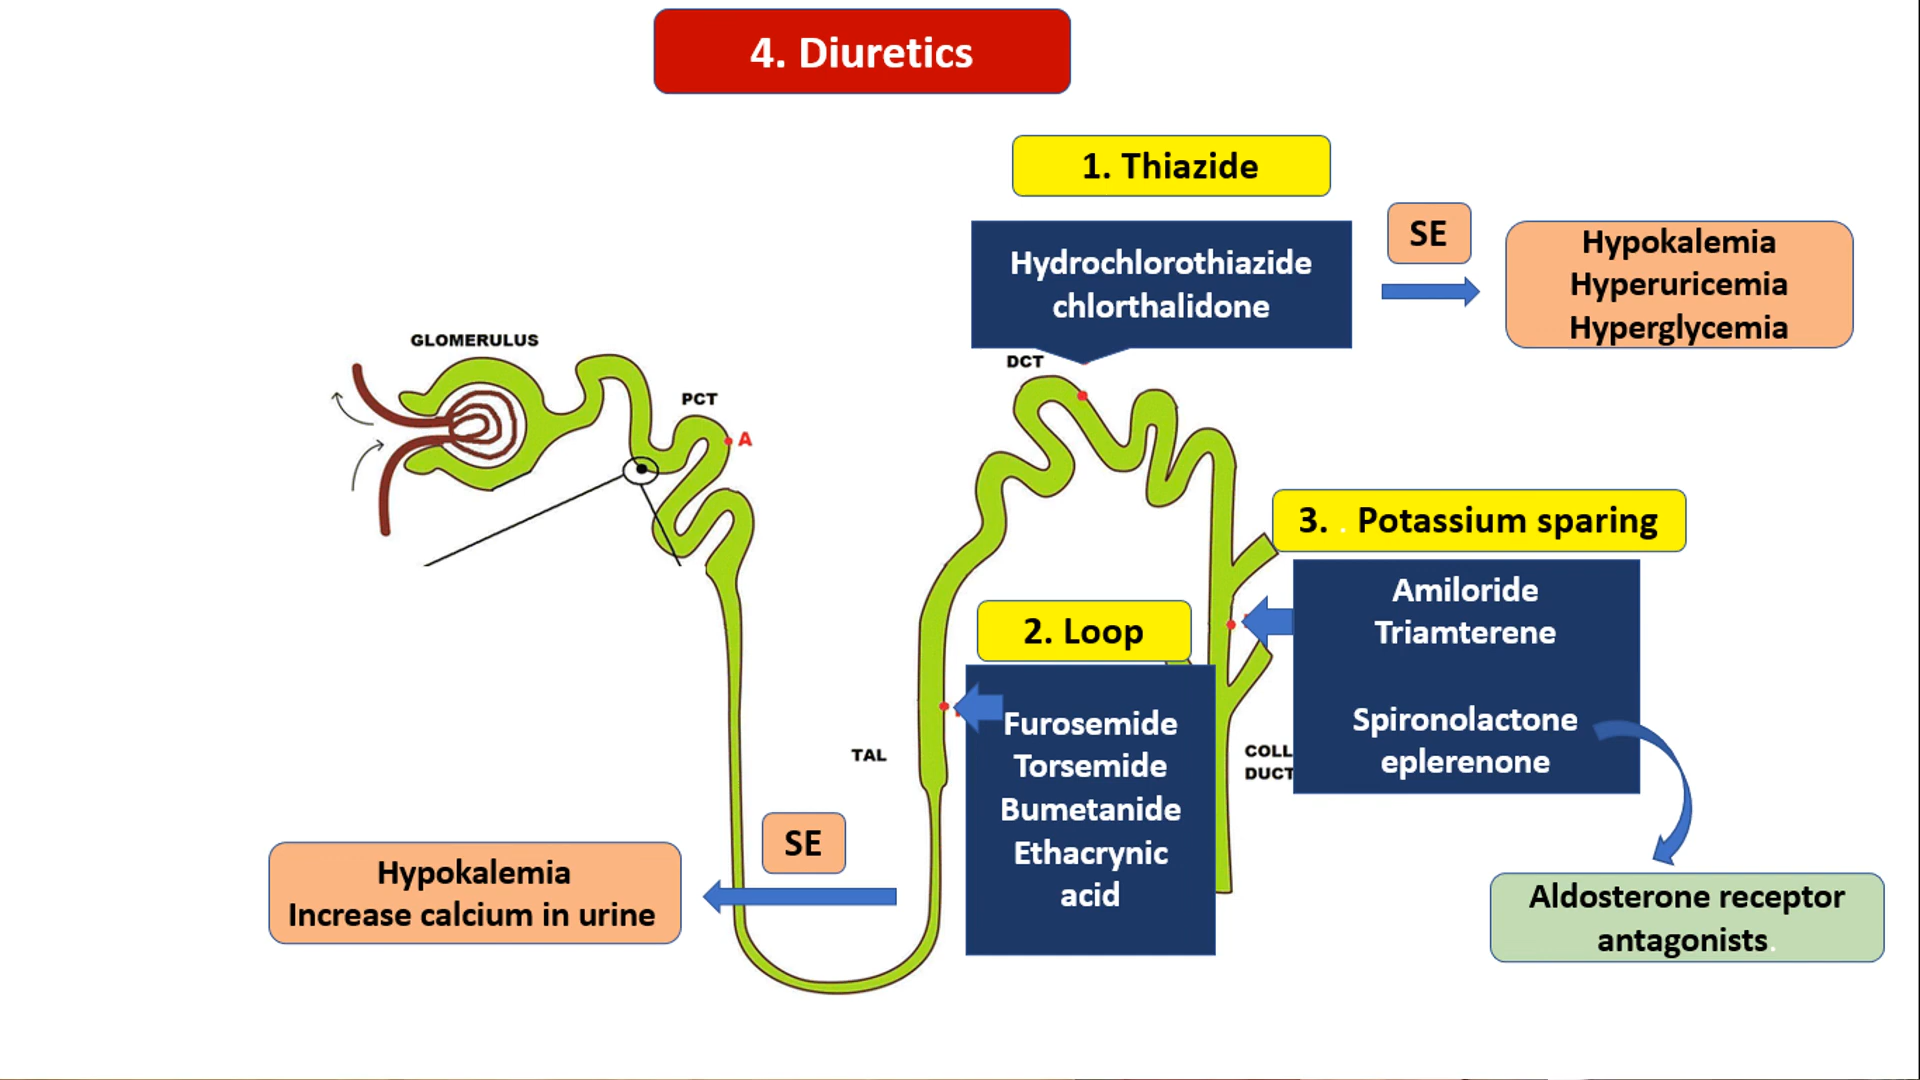 4. Diuretics
1. Thiazide
Hydrochlorothiazide
chlorthalidone
SE
Hypokalemia
Hyperuricemia
Hyperglycemia
GLOMERULUS
PCT
A
DCT
3. . Potassium sparing
Amiloride
Triamterene
Spironolactone
eplerenone
2. Loop
Furosemide
Torsemide
Bumetanide
Ethacrynic
acid
TAL
COLL
DUCT
SE
Hypokalemia
Increase calcium in urine
Aldosterone receptor
antagonists.